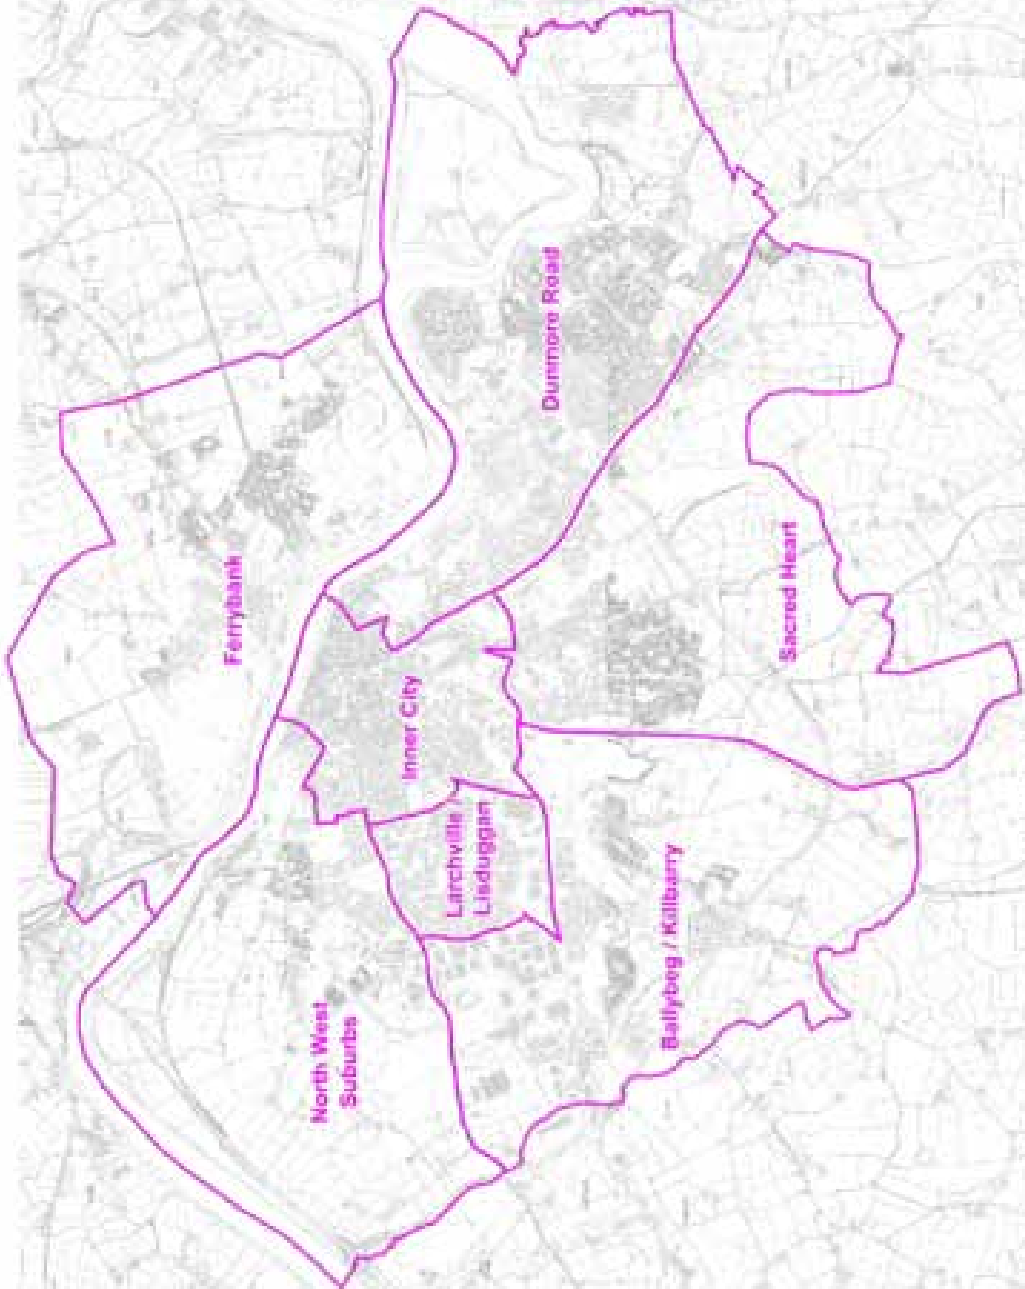 Ferrybank
Dunmore Road
Inner City
Sacred Heart
Larchville /
Lisduggan
North West
Suburbs
Ballybeg / Kilbarry